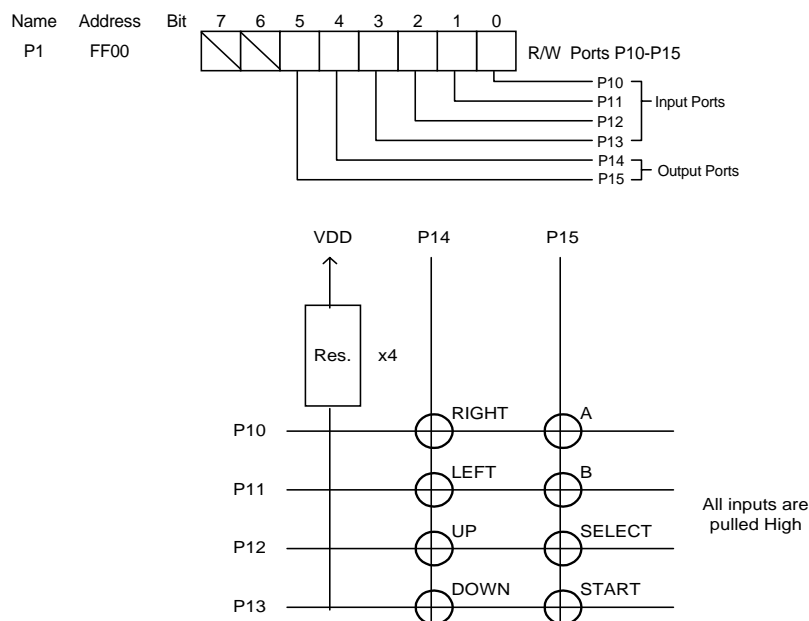 Name Address Bit 7 6 5 4 3 2 1 0
P1 FF00 R/W Ports P10-P15
P10
P11 Input Ports
P12
P13
P14
P15 Output Ports
VDD P14 P15
Res. x4
RIGHT A
P10
LEFT B
P11
All inputs are
pulled High
UP SELECT
P12
DOWN START
P13